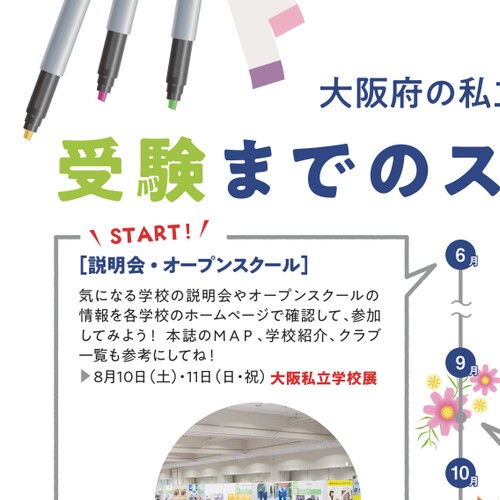 大阪府の私立
受験までのス
START!
[説明会・オープンスクール]
気になる学校の説明会やオープンスクールの
情報を各学校のホームページで確認して、参加
してみよう! 本誌のMAP、学校紹介、クラブ
一覧も参考にしてね!
▶8月10日(土)・11日(日・祝) 大阪私立学校展
6月
9月
10月